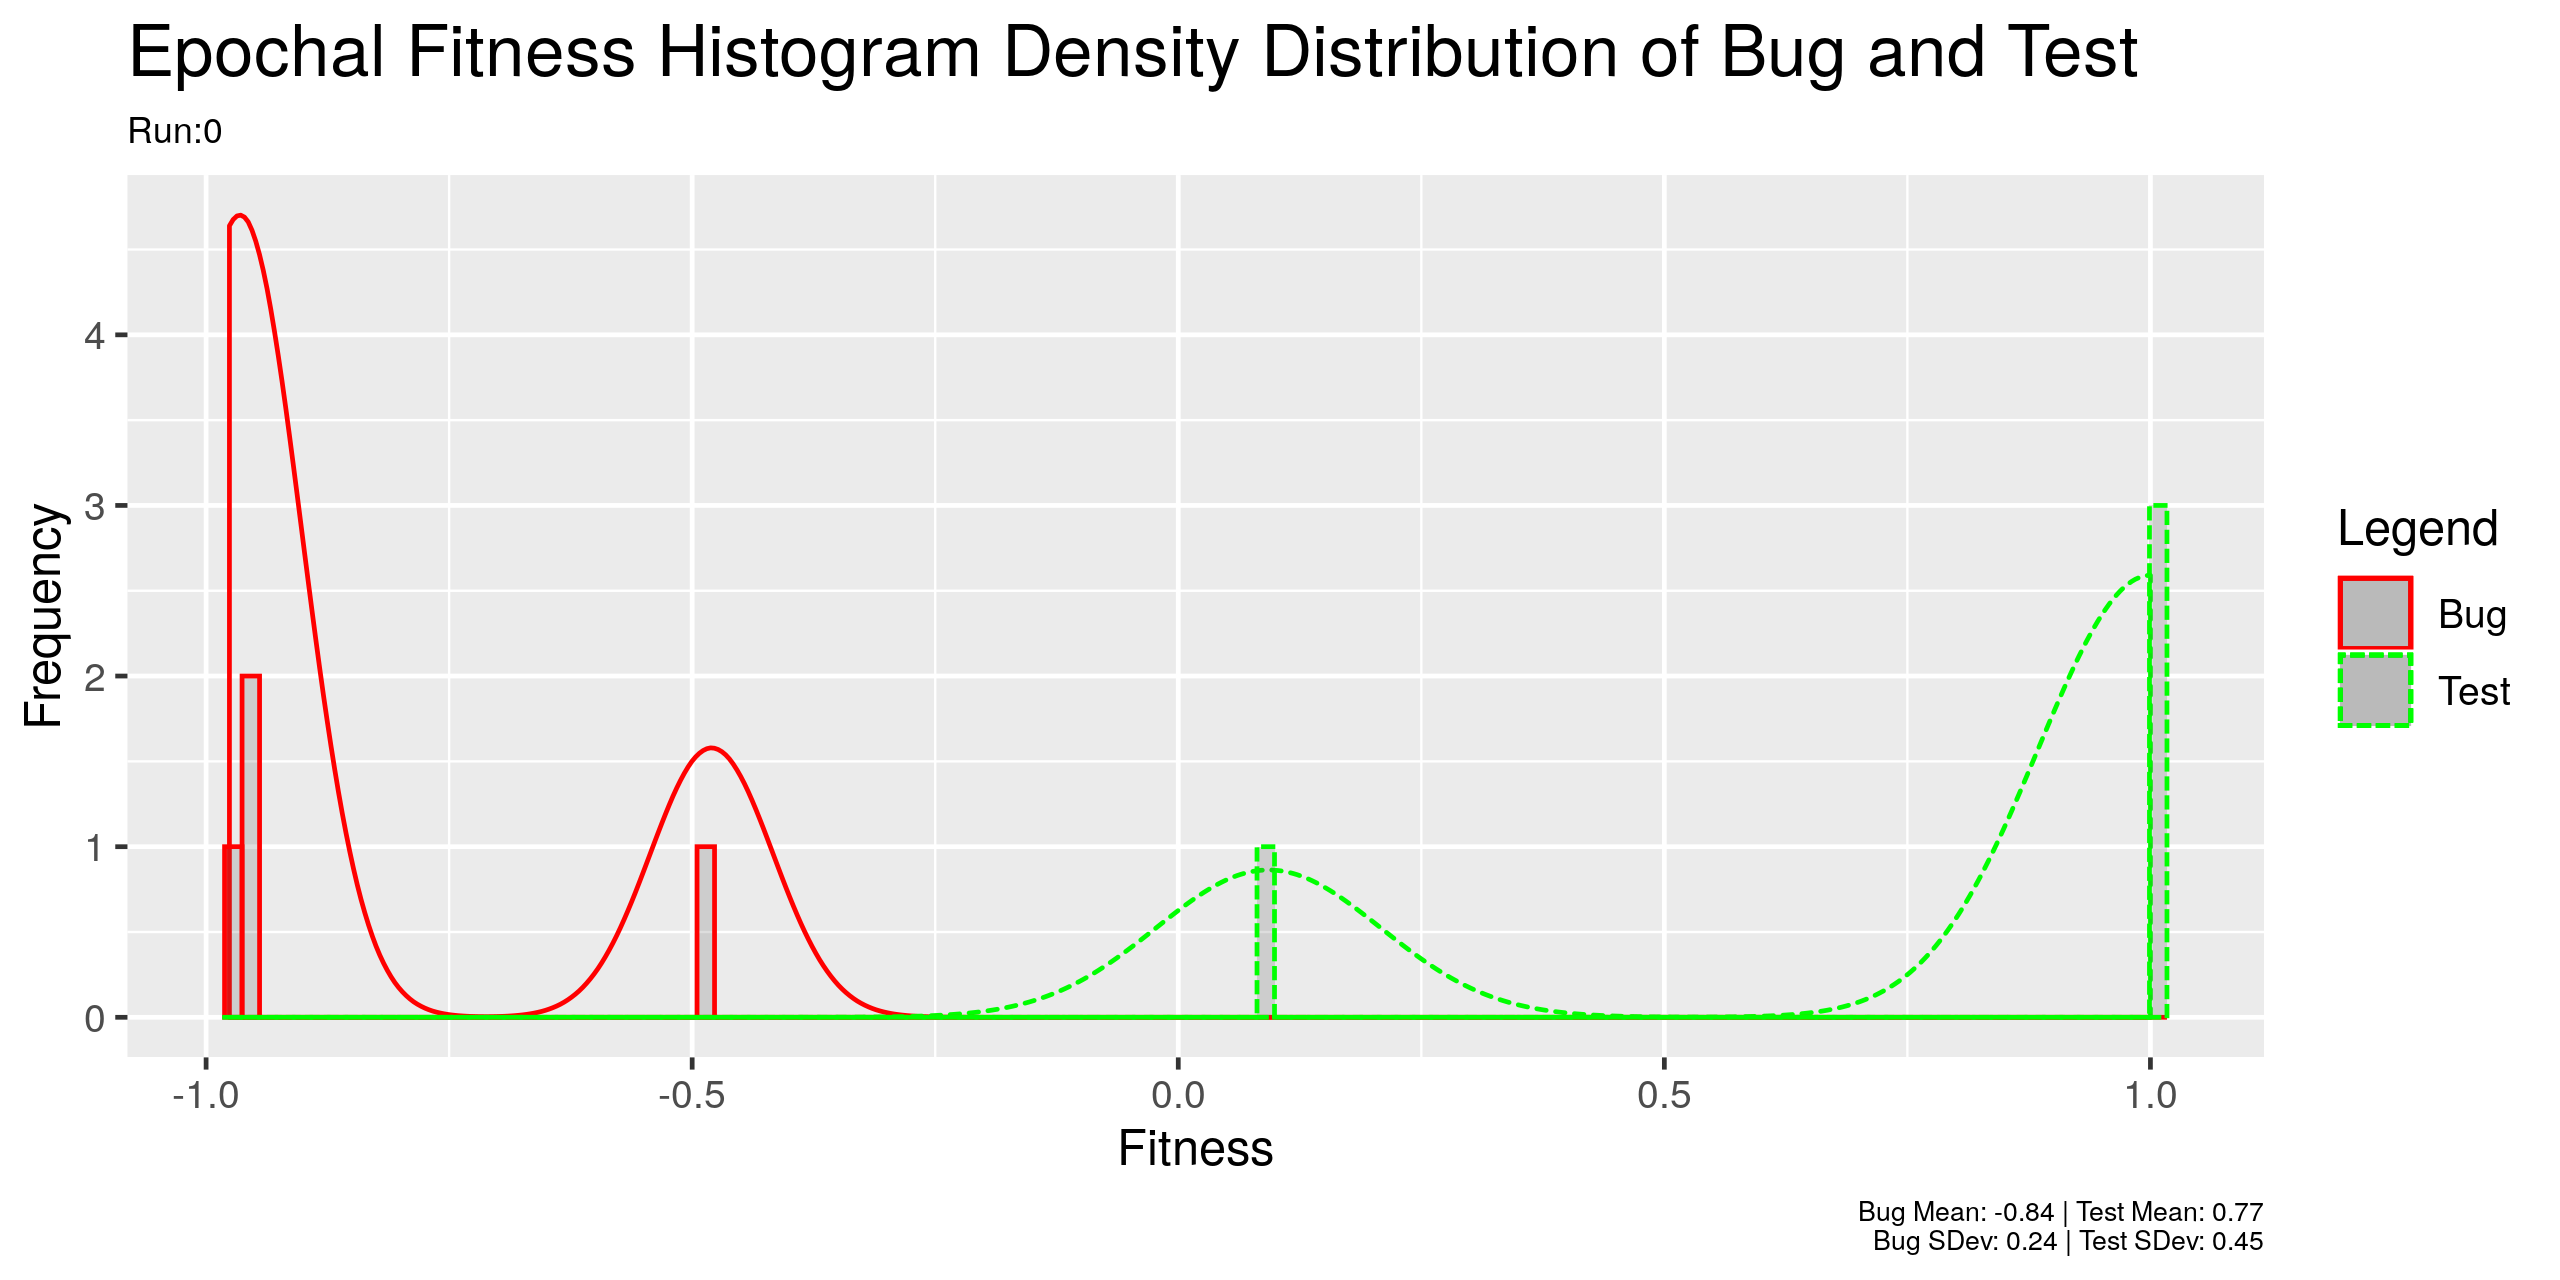 Epochal Fitness Histogram Density Distribution of Bug and Test
Run:0
Frequency
4
3
2
1
0
-1.0 -0.5 0.0 0.5 1.0
Fitness
Legend
Bug
Test
Bug Mean: -0.84 | Test Mean: 0.77
Bug SDev: 0.24 | Test SDev: 0.45